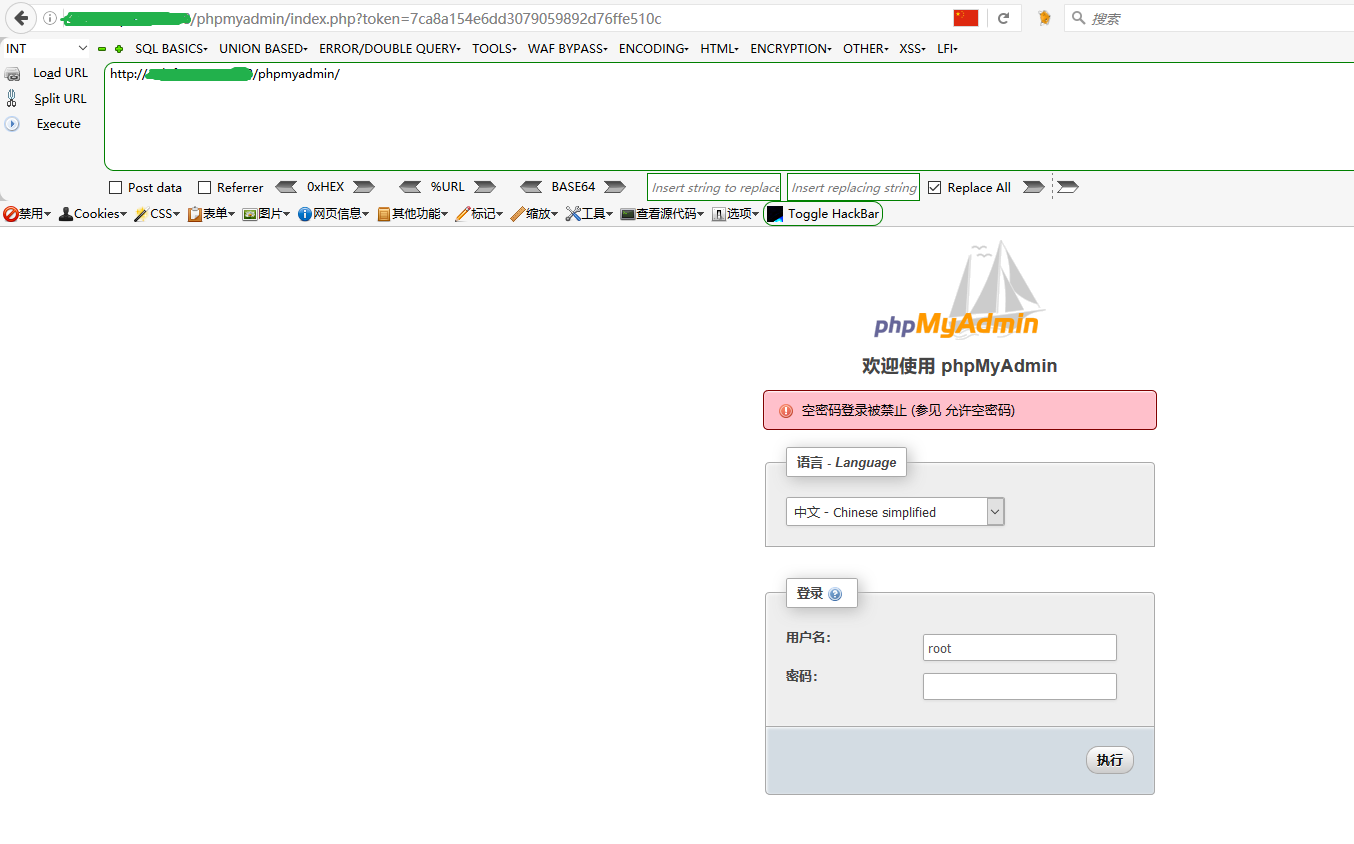 /phpmyadmin/index.php?token=7ca8a154e6dd3079059892d76ffe510c
搜索
INT SQL BASICS UNION BASED ERROR/DOUBLE QUERY TOOLS WAF BYPASS ENCODING HTML ENCRYPTION OTHER XSS LFI
Load URL
http:// /phpmyadmin/
Split URL
Execute
Post data Referrer 0xHEX %URL BASE64 Insert string to replace Insert replacing string Replace All
禁用 Cookies CSS 表单 图片 网页信息 其他功能 标记 缩放 工具 查看源代码 选项 Toggle HackBar
phpMyAdmin
欢迎使用 phpMyAdmin
空密码登录被禁止 (参见 允许空密码)
语言 - Language
中文 - Chinese simplified
登录
用户名:
root
密码:
执行